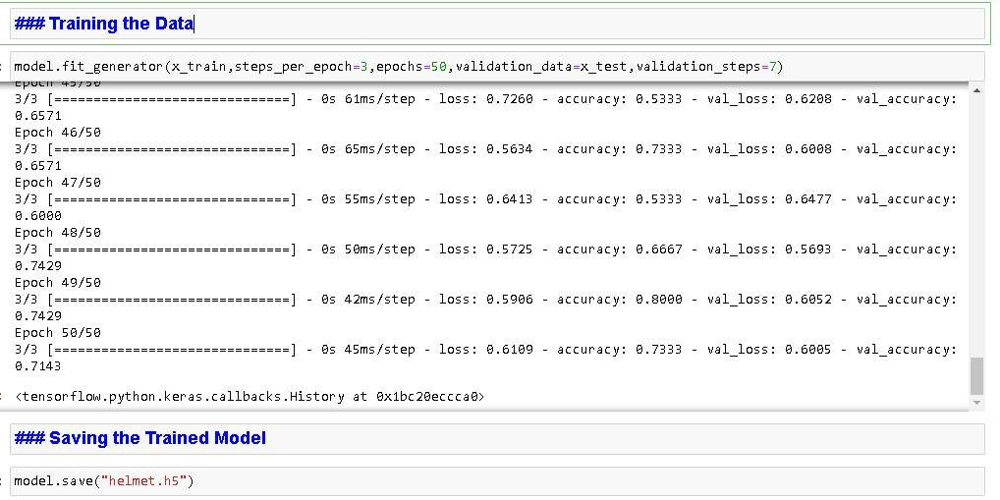 ### Training the Data
model.fit_generator(x_train,steps_per_epoch=3,epochs=50,validation_data=x_test,validation_steps=7)
Epoch 45/50
3/3 [==============================] - 0s 61ms/step - loss: 0.7260 - accuracy: 0.5333 - val_loss: 0.6208 - val_accuracy:
0.6571
Epoch 46/50
3/3 [==============================] - 0s 65ms/step - loss: 0.5634 - accuracy: 0.7333 - val_loss: 0.6008 - val_accuracy:
0.6571
Epoch 47/50
3/3 [==============================] - 0s 55ms/step - loss: 0.6413 - accuracy: 0.5333 - val_loss: 0.6477 - val_accuracy:
0.6000
Epoch 48/50
3/3 [==============================] - 0s 50ms/step - loss: 0.5725 - accuracy: 0.6667 - val_loss: 0.5693 - val_accuracy:
0.7429
Epoch 49/50
3/3 [==============================] - 0s 42ms/step - loss: 0.5906 - accuracy: 0.8000 - val_loss: 0.6052 - val_accuracy:
0.7429
Epoch 50/50
3/3 [==============================] - 0s 45ms/step - loss: 0.6109 - accuracy: 0.7333 - val_loss: 0.6005 - val_accuracy:
0.7143
<tensorflow.python.keras.callbacks.History at 0x1bc20eccca0>
### Saving the Trained Model
model.save("helmet.h5")